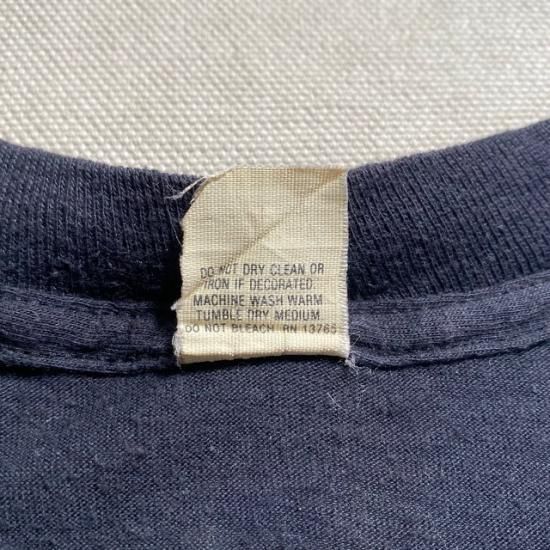 DO NOT DRY CLEAN OR
IRON IF DECORATED.
MACHINE WASH WARM.
TUMBLE DRY MEDIUM.
DO NOT BLEACH. RN 13765